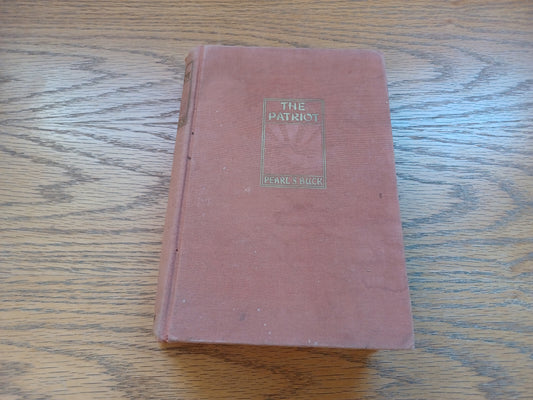 THE
PATRIOT
PEARL S. BUCK